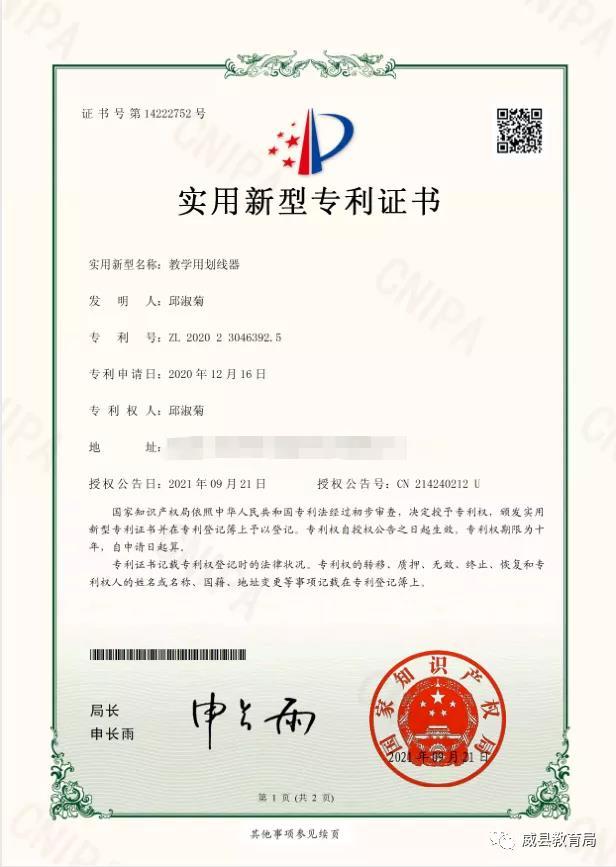 证书号第14222752号
实用新型专利证书
实用新型名称：教学用划线器
发明人：邱淑菊
专利号：ZL 2020 2 3046392.5
专利申请日：2020年12月16日
专利权人：邱淑菊
地址：
授权公告日：2021年09月21日 授权公告号：CN 214240212 U
国家知识产权局依照中华人民共和国专利法经过初步审查，决定授予专利权，颁发实用
新型专利证书并在专利登记簿上予以登记。专利权自授权公告之日起生效。专利权期限为十
年，自申请日起算。
专利证书记载专利权登记时的法律状况。专利权的转移、质押、无效、终止、恢复和专
利权人的姓名或名称、国籍、地址变更等事项记载在专利登记簿上。
局长
申长雨
申长雨
国家知识产权局
2021年09月21日
第 1 页 (共 2 页)
其他事项参见续页
威县教育局
CNIPA
CNIPA
CNIPA
CNIPA